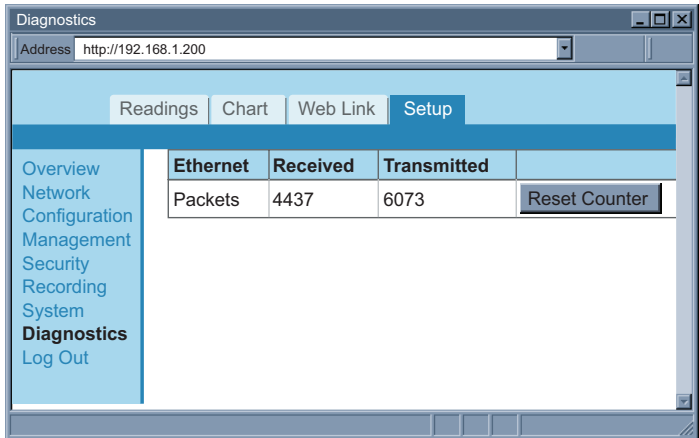 Diagnostics
Address http://192.168.1.200
Readings Chart Web Link Setup
Overview
Network
Configuration
Management
Security
Recording
System
Diagnostics
Log Out
Ethernet Received Transmitted
Packets 4437 6073 Reset Counter